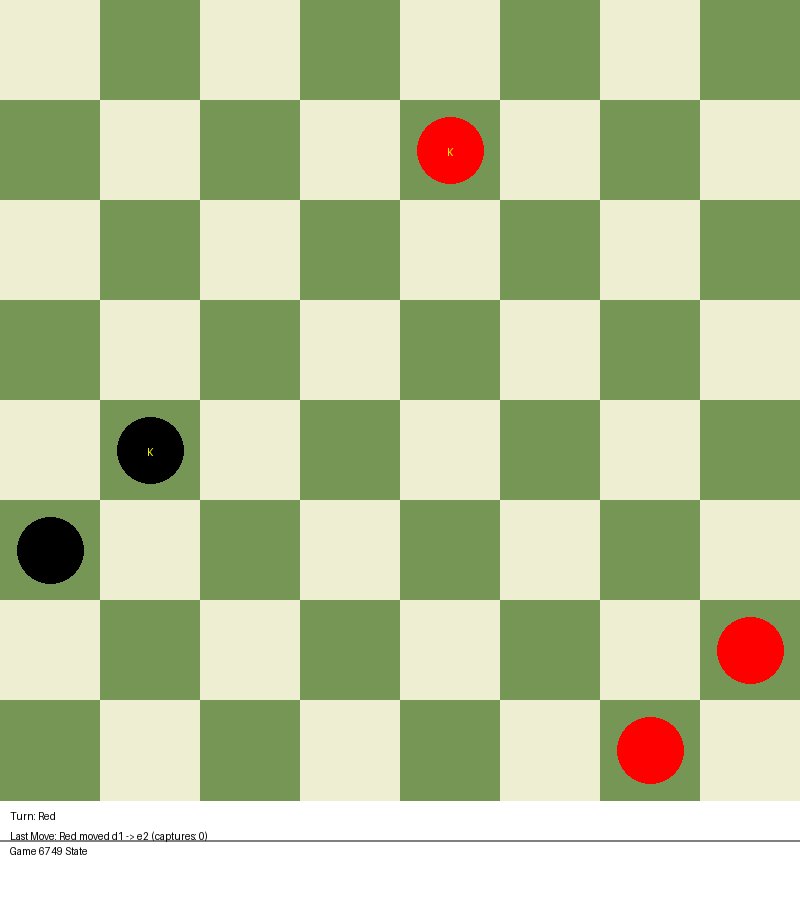 K
K
Turn: Red
Last Move: Red moved d1 -> e2 (captures: 0)
Game 6749 State